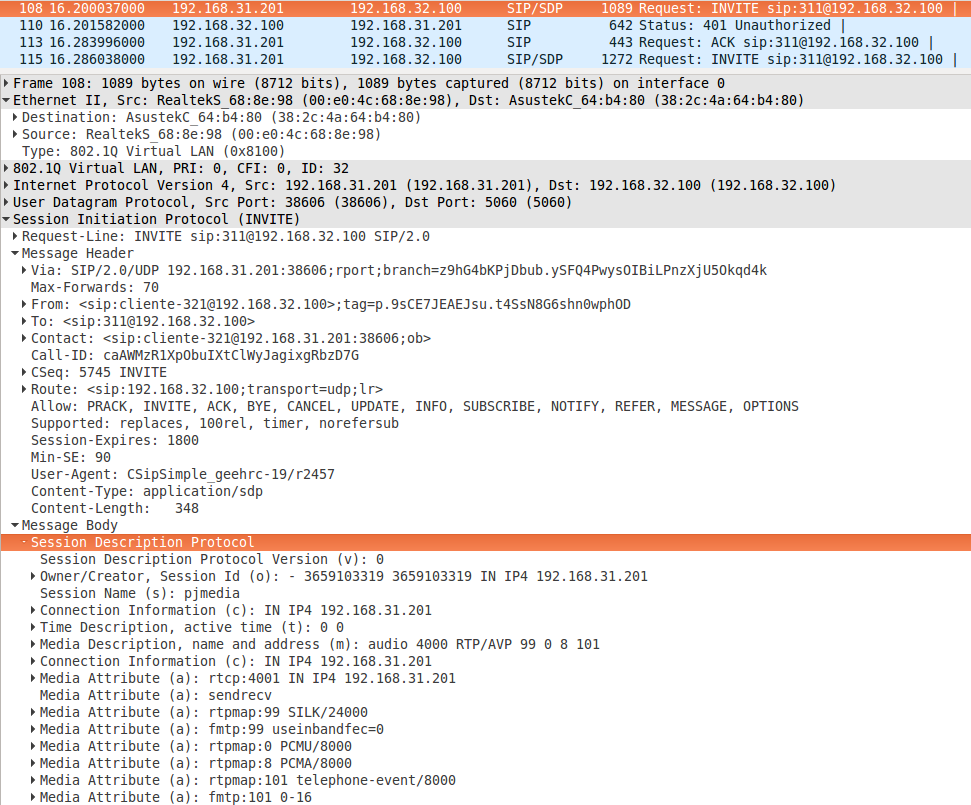 108 16.200037000 192.168.31.201 192.168.32.100 SIP/SDP 1089 Request: INVITE sip:311@192.168.32.100 |
110 16.201582000 192.168.32.100 192.168.31.201 SIP 642 Status: 401 Unauthorized |
113 16.283996000 192.168.31.201 192.168.32.100 SIP 443 Request: ACK sip:311@192.168.32.100 |
115 16.286038000 192.168.31.201 192.168.32.100 SIP/SDP 1272 Request: INVITE sip:311@192.168.32.100 |
Frame 108: 1089 bytes on wire (8712 bits), 1089 bytes captured (8712 bits) on interface 0
Ethernet II, Src: RealtekS_68:8e:98 (00:e0:4c:68:8e:98), Dst: AsustekC_64:b4:80 (38:2c:4a:64:b4:80)
Destination: AsustekC_64:b4:80 (38:2c:4a:64:b4:80)
Source: RealtekS_68:8e:98 (00:e0:4c:68:8e:98)
Type: 802.1Q Virtual LAN (0x8100)
802.1Q Virtual LAN, PRI: 0, CFI: 0, ID: 32
Internet Protocol Version 4, Src: 192.168.31.201 (192.168.31.201), Dst: 192.168.32.100 (192.168.32.100)
User Datagram Protocol, Src Port: 38606 (38606), Dst Port: 5060 (5060)
Session Initiation Protocol (INVITE)
Request-Line: INVITE sip:311@192.168.32.100 SIP/2.0
Message Header
Via: SIP/2.0/UDP 192.168.31.201:38606;rport;branch=z9hG4bKPjDbub.ySFQ4PwysOIBiLPnzXjU5Okqd4k
Max-Forwards: 70
From: <sip:cliente-321@192.168.32.100>;tag=p.9sCE7JEAEJsu.t4SsN8G6shn0wphOD
To: <sip:311@192.168.32.100>
Contact: <sip:cliente-321@192.168.31.201:38606;ob>
Call-ID: caAWMzR1XpObuIXtClWyJagixgRbzD7G
CSeq: 5745 INVITE
Route: <sip:192.168.32.100;transport=udp;lr>
Allow: PRACK, INVITE, ACK, BYE, CANCEL, UPDATE, INFO, SUBSCRIBE, NOTIFY, REFER, MESSAGE, OPTIONS
Supported: replaces, 100rel, timer, norefersub
Session-Expires: 1800
Min-SE: 90
User-Agent: CSipSimple_geehrc-19/r2457
Content-Type: application/sdp
Content-Length:   348
Message Body
Session Description Protocol
Session Description Protocol Version (v): 0
Owner/Creator, Session Id (o): - 3659103319 3659103319 IN IP4 192.168.31.201
Session Name (s): pjmedia
Connection Information (c): IN IP4 192.168.31.201
Time Description, active time (t): 0 0
Media Description, name and address (m): audio 4000 RTP/AVP 99 0 8 101
Connection Information (c): IN IP4 192.168.31.201
Media Attribute (a): rtcp:4001 IN IP4 192.168.31.201
Media Attribute (a): sendrecv
Media Attribute (a): rtpmap:99 SILK/24000
Media Attribute (a): fmtp:99 useinbandfec=0
Media Attribute (a): rtpmap:0 PCMU/8000
Media Attribute (a): rtpmap:8 PCMA/8000
Media Attribute (a): rtpmap:101 telephone-event/8000
Media Attribute (a): fmtp:101 0-16